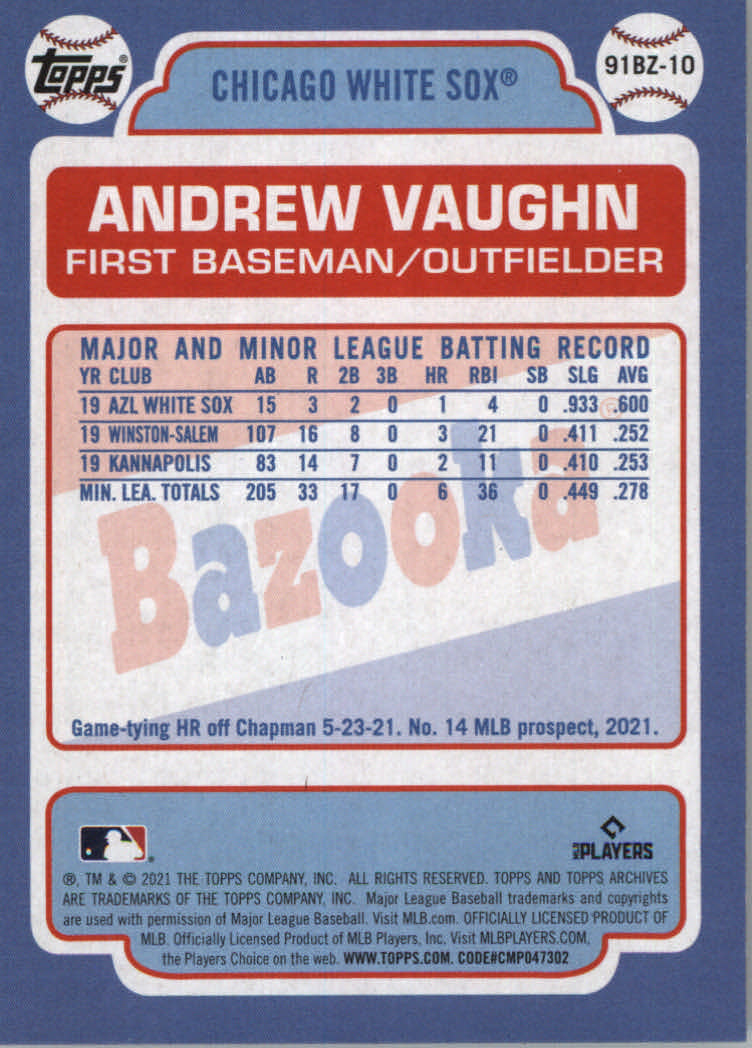 Topps®
CHICAGO WHITE SOX®
91BZ-10
ANDREW VAUGHN
FIRST BASEMAN/OUTFIELDER
MAJOR AND MINOR LEAGUE BATTING RECORD
YR CLUB AB R 2B 3B HR RBI SB SLG AVG
19 AZL WHITE SOX 15 3 2 0 1 4 0 .933 .600
19 WINSTON-SALEM 107 16 8 0 3 21 0 .411 .252
19 KANNAPOLIS 83 14 7 0 2 11 0 .410 .253
MIN. LEA. TOTALS 205 33 17 0 6 36 0 .449 .278
Bazooka®
Game-tying HR off Chapman 5-23-21. No. 14 MLB prospect, 2021.
MLB PLAYERS
®, TM & © 2021 THE TOPPS COMPANY, INC. ALL RIGHTS RESERVED. TOPPS AND TOPPS ARCHIVES
ARE TRADEMARKS OF THE TOPPS COMPANY, INC. Major League Baseball trademarks and copyrights
are used with permission of Major League Baseball. Visit MLB.com. OFFICIALLY LICENSED PRODUCT OF
MLB. Officially Licensed Product of MLB Players, Inc. Visit MLBPLAYERS.COM,
the Players Choice on the web. WWW.TOPPS.COM. CODE#CMP047302